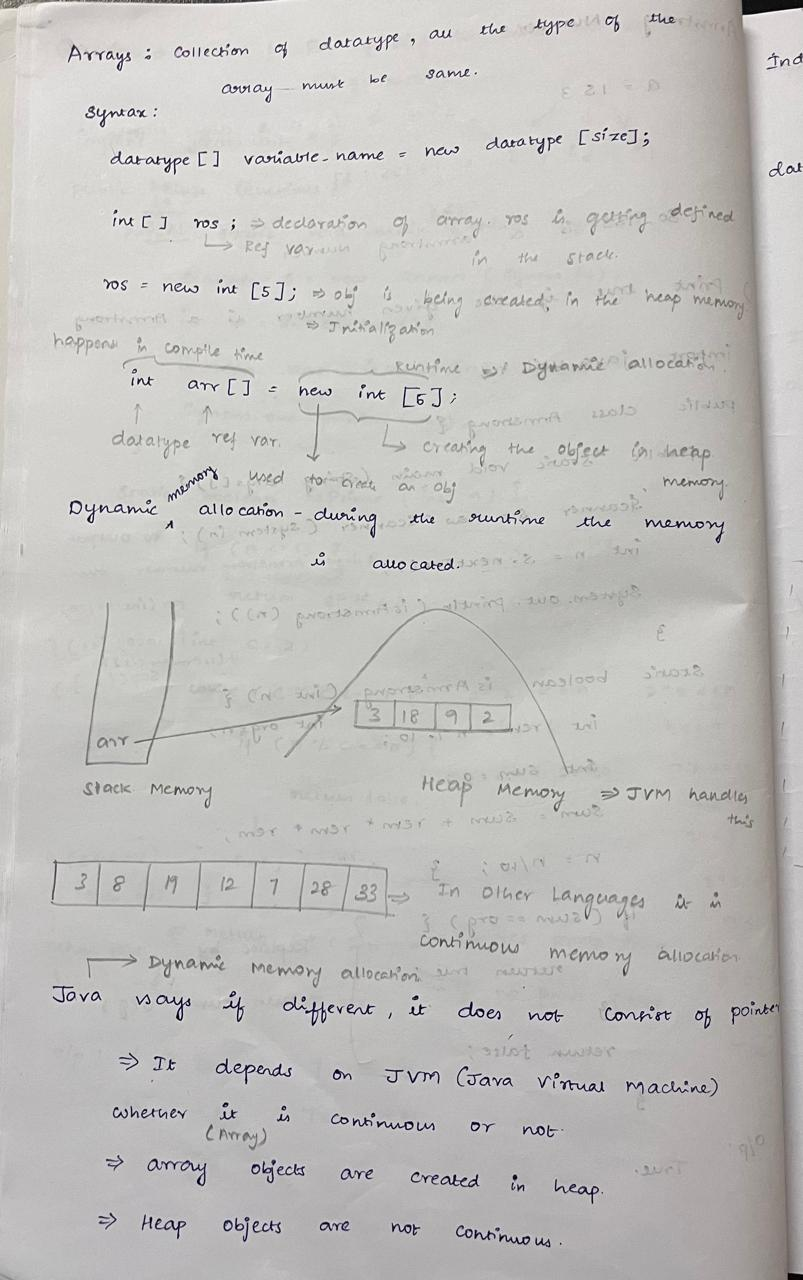 Arrays : Collection of datatype, all the type of the
array must be same.
Syntax :
datatype [ ] variable-name = new datatype [size];
int [ ] ros ; ⇒ declaration of array. ros is getting defined
in the stack.
↳ Ref var
ros = new int [5]; ⇒ obj is being created, in the heap memory
⇒ Initialization
happens in compile time
Runtime ⇒ Dynamic allocation
int arr [ ] = new int [5];
datatype ref var.
↳ creating the object in heap
memory.
used to create an obj
Dynamic memory allocation - during the runtime the memory
is allocated.
3 18 9 2
arr
Stack Memory
Heap Memory ⇒ JVM handles
this
3 8 19 12 7 28 33 ⇒ In Other Languages it is
continuous memory allocation
→ Dynamic Memory allocation
Java says if different, it does not consist of pointer
⇒ It depends on JVM (Java Virtual Machine)
whether it is continuous or not.
(Array)
⇒ array objects are created in heap.
⇒ Heap objects are not continuous.
Ind
dat